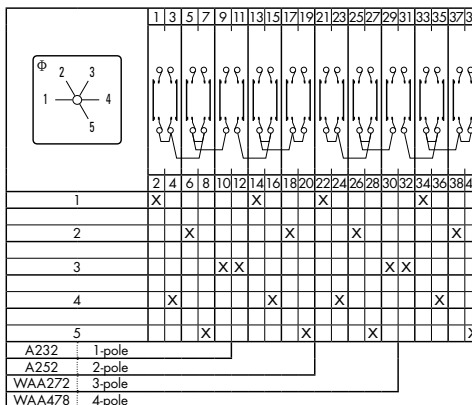 1 3 5 7 9 11 13 15 17 19 21 23 25 27 29 31 33 35 37
Φ
2 3
1 4
5
2 4 6 8 10 12 14 16 18 20 22 24 26 28 30 32 34 36 38
1 X X X X
2 X X X X
3 X X X X
4 X X X X
5 X X X X
A232 1-pole
A252 2-pole
WAA272 3-pole
WAA478 4-pole